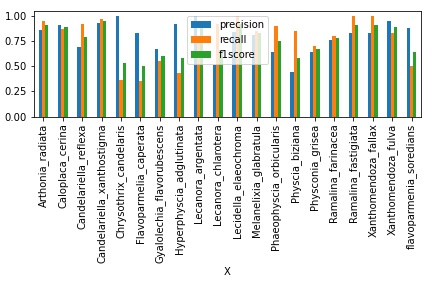 1.00
0.75
0.50
0.25
0.00
precision
recall
f1score
Arthonia_radiata
Caloplaca_cerina
Candelariella_reflexa
Candelariella_xanthostigma
Chrysothrix_candelaris
Flavoparmelia_caperata
Gyalolechia_flavorubescens
Hyperphyscia_adglutinata
Lecanora_argentata
Lecanora_chlarotera
Lecidella_elaeochroma
Melanelixia_glabratula
Phaeophyscia_orbicularis
Physcia_biziana
Physconia_grisea
Ramalina_farinacea
Ramalina_fastigiata
Xanthomendoza_fallax
Xanthomendoza_fulva
flavoparmenia_soredians
X